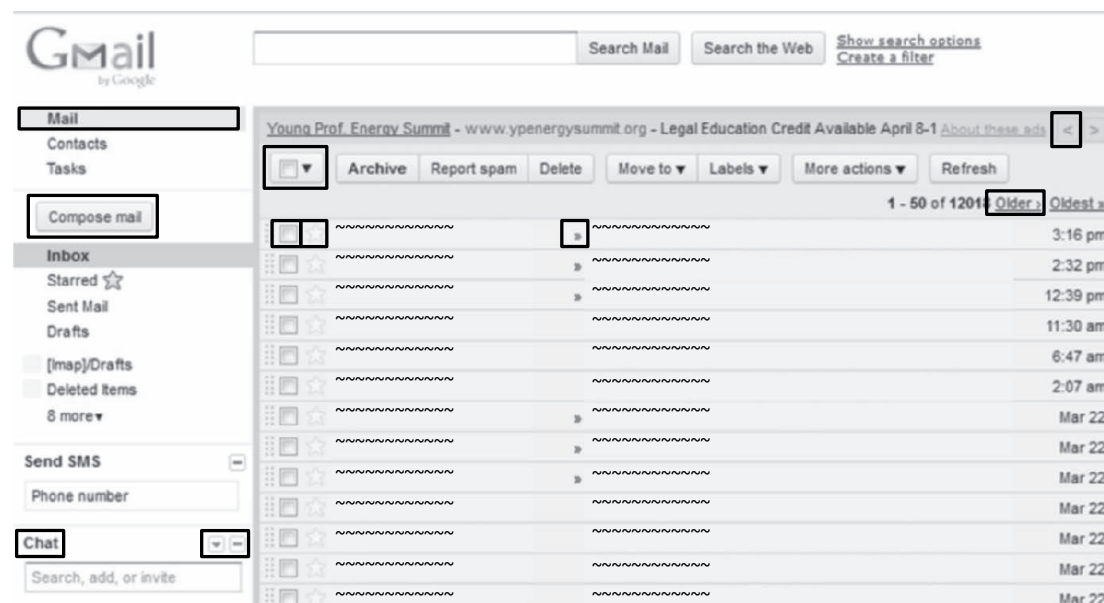 Gmail
by Google
Search Mail Search the Web Show search options
Create a filter
Mail
Contacts
Tasks
Compose mail
Inbox
Starred
Sent Mail
Drafts
[Imap]/Drafts
Deleted Items
8 more ▾
Send SMS
Phone number
Chat
Search, add, or invite
Young Prof. Energy Summit - www.ypenergysummit.org - Legal Education Credit Available April 8-1 About these ads < >
Archive Report spam Delete Move to ▾ Labels ▾ More actions ▾ Refresh
1 - 50 of 12018 Older › Oldest »
~~~~~~~~~~~~ » ~~~~~~~~~~~~ 3:16 pm
~~~~~~~~~~~~ » ~~~~~~~~~~~~ 2:32 pm
~~~~~~~~~~~~ » ~~~~~~~~~~~~ 12:39 pm
~~~~~~~~~~~~ ~~~~~~~~~~~~ 11:30 am
~~~~~~~~~~~~ ~~~~~~~~~~~~ 6:47 am
~~~~~~~~~~~~ ~~~~~~~~~~~~ 2:07 am
~~~~~~~~~~~~ » ~~~~~~~~~~~~ Mar 22
~~~~~~~~~~~~ » ~~~~~~~~~~~~ Mar 22
~~~~~~~~~~~~ » ~~~~~~~~~~~~ Mar 22
~~~~~~~~~~~~ ~~~~~~~~~~~~ Mar 22
~~~~~~~~~~~~ ~~~~~~~~~~~~ Mar 22
~~~~~~~~~~~~ ~~~~~~~~~~~~ Mar 22
~~~~~~~~~~~~ ~~~~~~~~~~~~ Mar 22